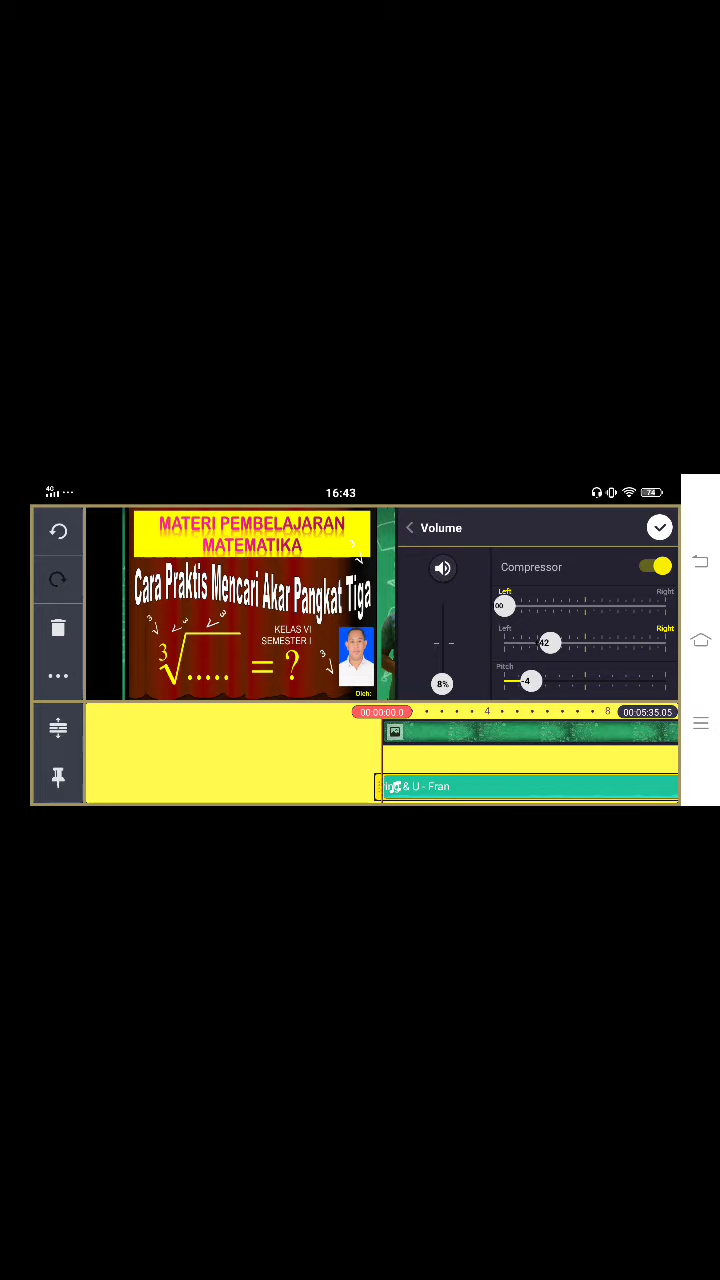 4G
16:43
74
MATERI PEMBELAJARAN
MATEMATIKA
Cara Praktis Mencari Akar Pangkat Tiga
KELAS VI
SEMESTER I
3√..... = ?
Oleh:
Volume
8%
Compressor
Left Right
00
Left Right
42
Pitch
-4
00:00:00.0
4
8
00:05:35.05
& U - Fran